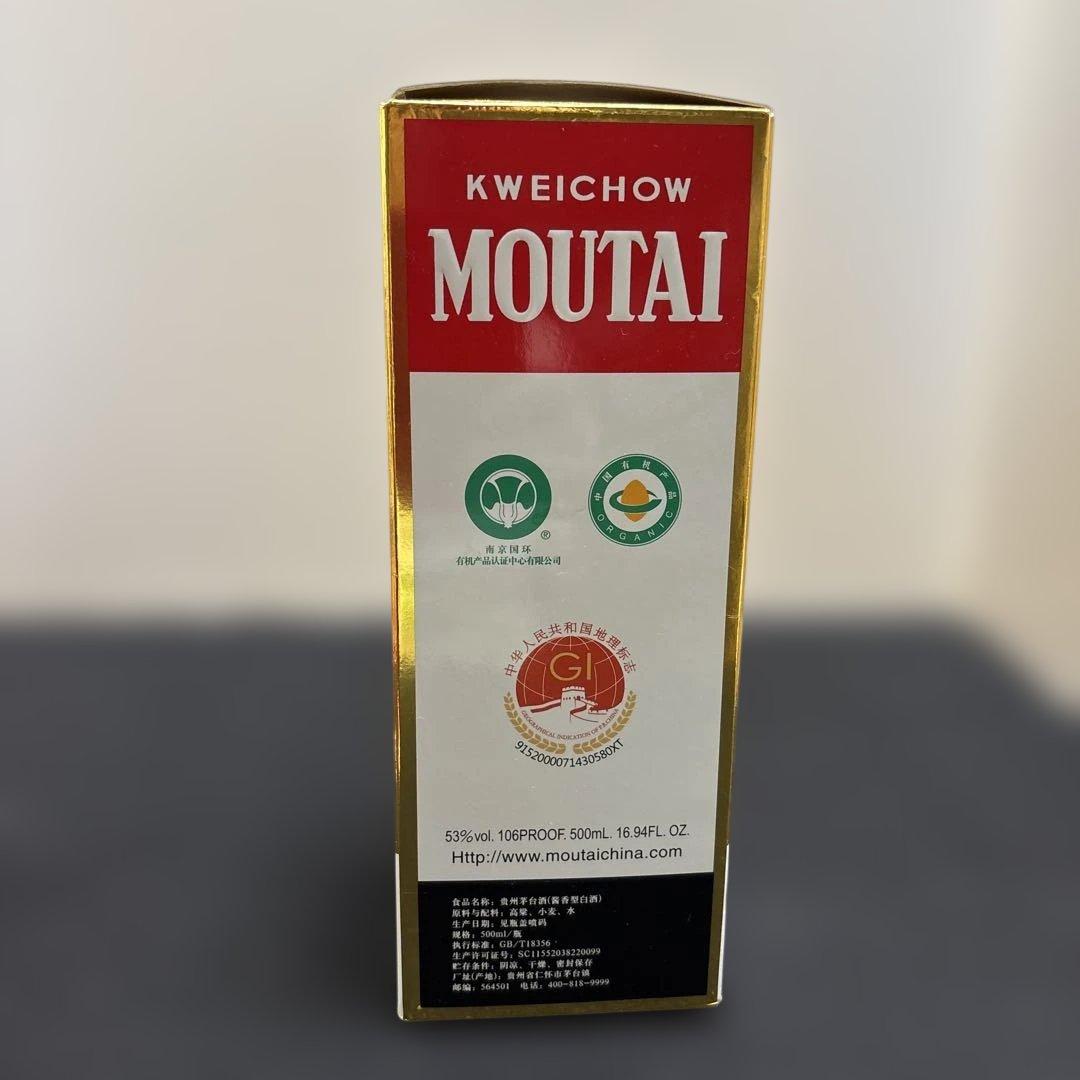 KWEICHOW
MOUTAI
®
南京国环
有机产品认证中心有限公司
中国有机产品
ORGANIC
中华人民共和国地理标志
GI
GEOGRAPHICAL INDICATION OF P.R.CHINA
9152000071430580XT
53%vol. 106PROOF. 500mL. 16.94FL. OZ.
Http://www.moutaichina.com
食品名称：贵州茅台酒(酱香型白酒)
原料与配料：高粱、小麦、水
生产日期：见瓶盖喷码
规格：500ml/瓶
执行标准：GB/T18356
生产许可证号：SC11552038220099
贮存条件：阴凉、干燥、密封保存
厂址(产地)：贵州省仁怀市茅台镇
邮编：564501 电话：400-818-9999